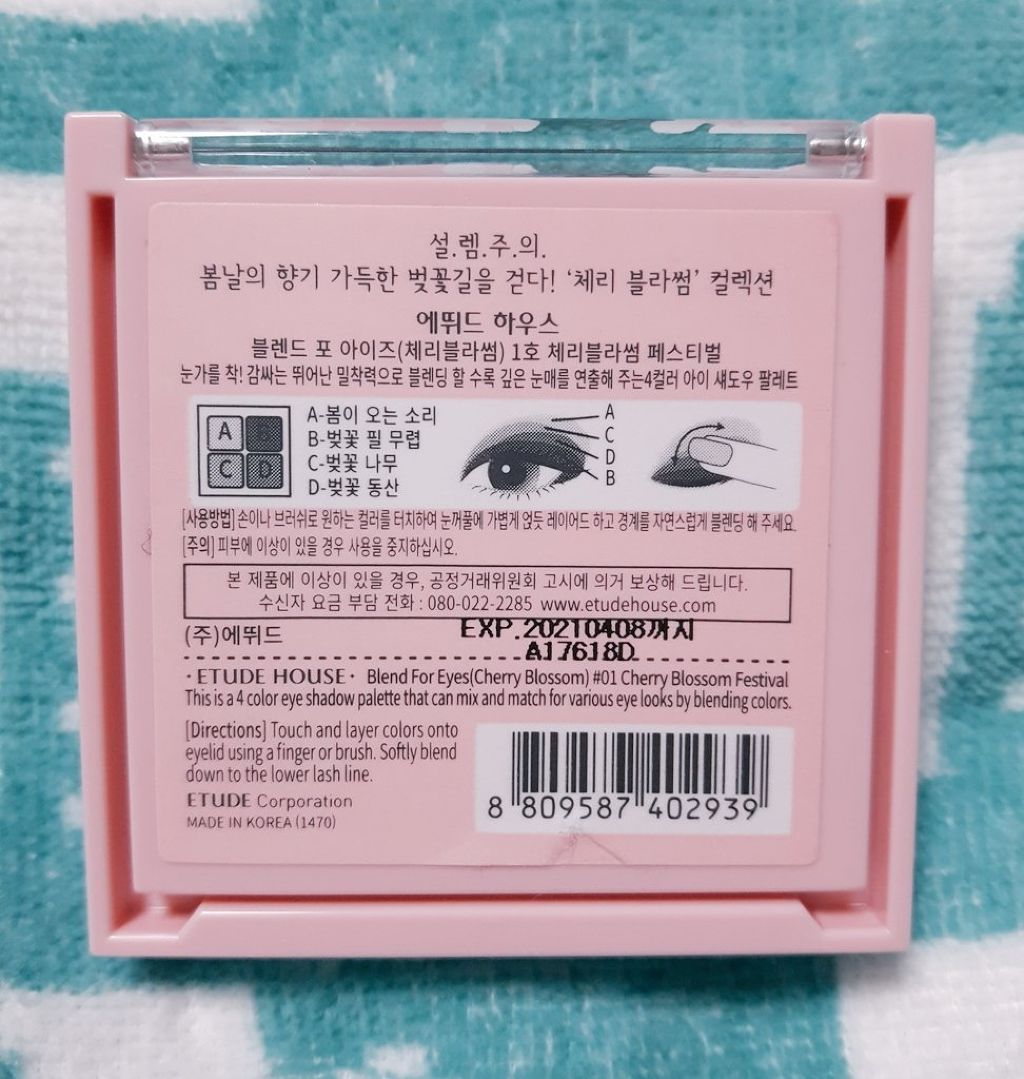 설.렘.주.의.
봄날의 향기 가득한 벚꽃길을 걷다! ‘체리 블라썸’ 컬렉션
에뛰드 하우스
블렌드 포 아이즈(체리블라썸) 1호 체리블라썸 페스티벌
눈가를 착! 감싸는 뛰어난 밀착력으로 블렌딩 할 수록 깊은 눈매를 연출해 주는4컬러 아이 섀도우 팔레트
A B
C D
A-봄이 오는 소리
B-벚꽃 필 무렵
C-벚꽃 나무
D-벚꽃 동산
A
C
D
B
[사용방법] 손이나 브러쉬로 원하는 컬러를 터치하여 눈꺼풀에 가볍게 얹듯 레이어드 하고 경계를 자연스럽게 블렌딩 해 주세요.
[주의] 피부에 이상이 있을 경우 사용을 중지하십시오.
본 제품에 이상이 있을 경우, 공정거래위원회 고시에 의거 보상해 드립니다.
수신자 요금 부담 전화 : 080-022-2285 www.etudehouse.com
(주)에뛰드
EXP.20210408까지
A17618D
·ETUDE HOUSE· Blend For Eyes(Cherry Blossom) #01 Cherry Blossom Festival
This is a 4 color eye shadow palette that can mix and match for various eye looks by blending colors.
[Directions] Touch and layer colors onto
eyelid using a finger or brush. Softly blend
down to the lower lash line.
ETUDE Corporation
MADE IN KOREA (1470)
8 809587 402939